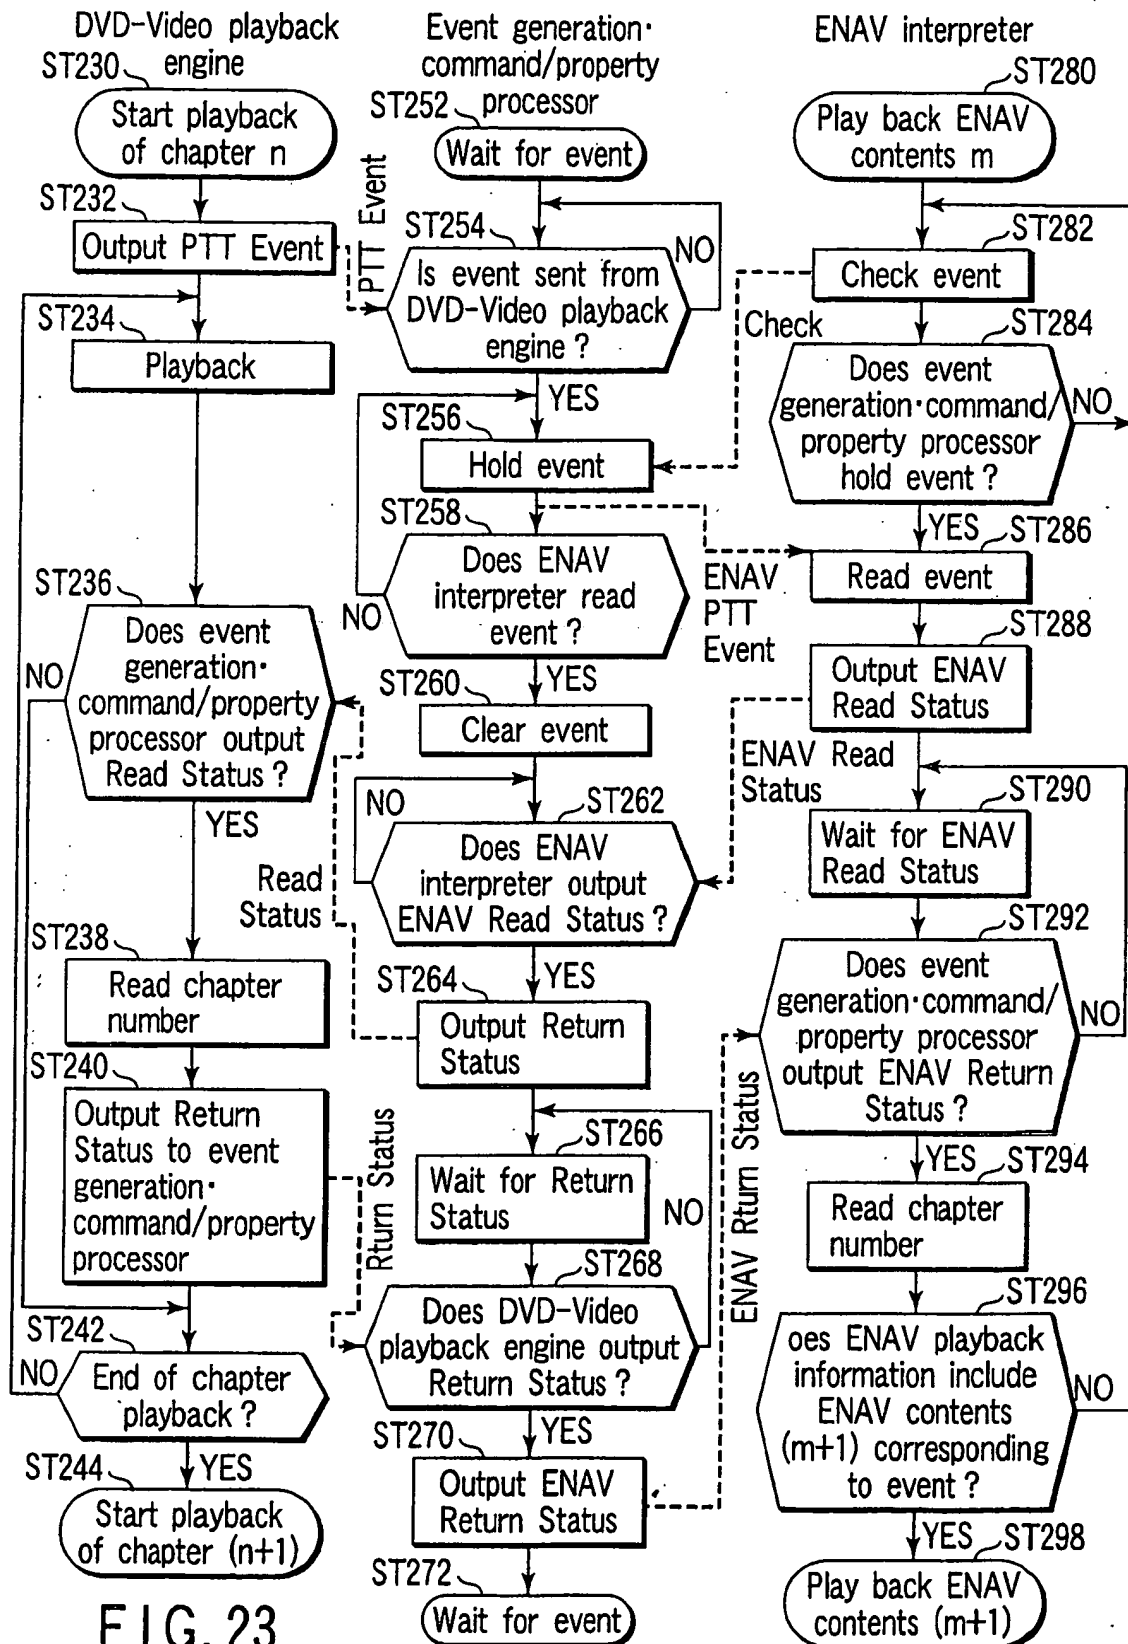 DVD-Video playback
engine
ST230
Start playback
of chapter n
ST232
Output PTT Event
PTT Event
ST234
Playback
ST236
Does event
generation·
command/property
processor output
Read Status ?
NO
YES
Read
Status
ST238
Read chapter
number
ST240
Output Return
Status to event
generation·
command/property
processor
Rturn Status
ST242
End of chapter
playback ?
NO
YES
ST244
Start playback
of chapter (n+1)
FIG. 23
Event generation·
command/property
processor
ST252
Wait for event
ST254
Is event sent from
DVD-Video playback
engine ?
NO
YES
ST256
Hold event
ST258
Does ENAV
interpreter read
event ?
NO
YES
ENAV
PTT
Event
ST260
Clear event
ST262
Does ENAV
interpreter output
ENAV Read Status ?
NO
YES
ST264
Output Return
Status
ST266
Wait for Return
Status
ST268
Does DVD-Video
playback engine output
Return Status ?
NO
YES
ST270
Output ENAV
Return Status
ST272
Wait for event
ENAV interpreter
ST280
Play back ENAV
contents m
ST282
Check event
Check
ST284
Does event
generation·command/
property processor
hold event ?
NO
YES
ST286
Read event
ST288
Output ENAV
Read Status
ENAV Read
Status
ST290
Wait for ENAV
Read Status
ST292
Does event
generation·command/
property processor
output ENAV Return
Status ?
NO
YES
ENAV Rturn Status
ST294
Read chapter
number
ST296
oes ENAV playback
information include
ENAV contents
(m+1) corresponding
to event ?
NO
YES
ST298
Play back ENAV
contents (m+1)